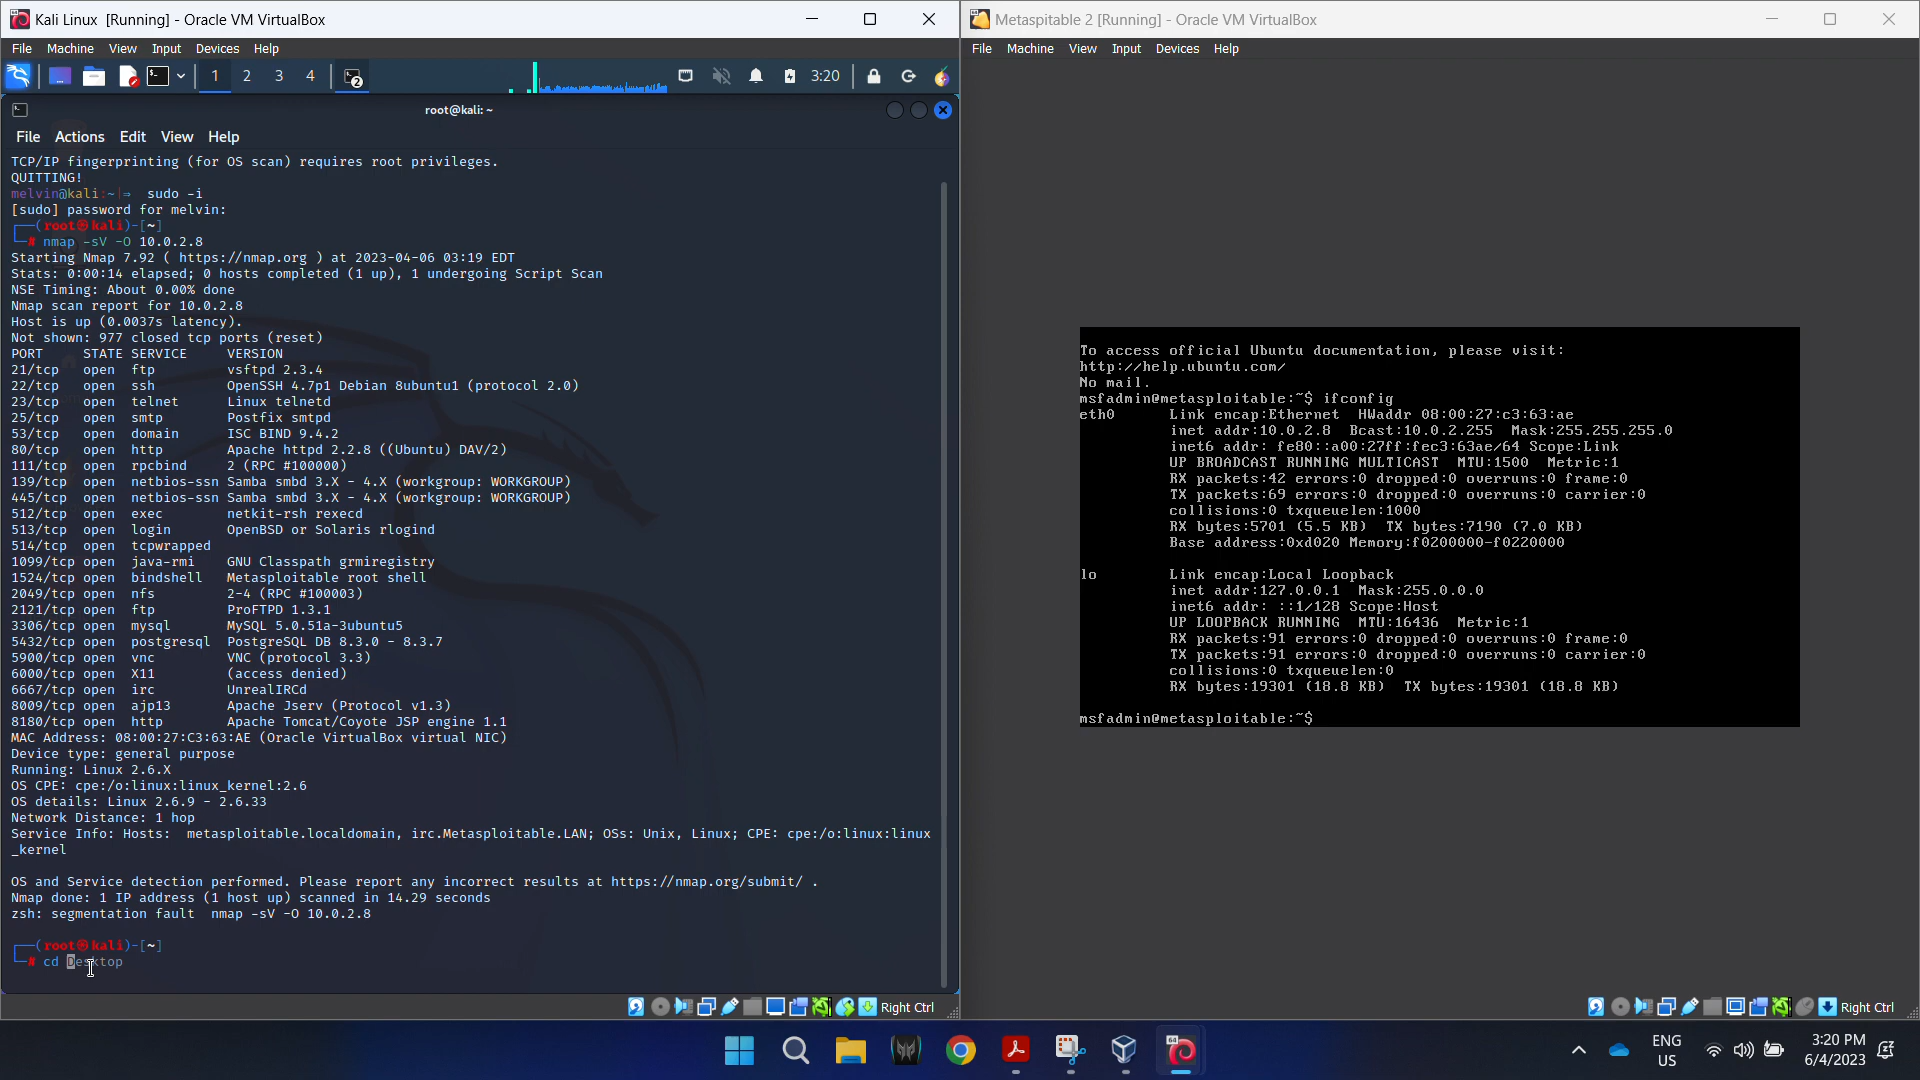 Kali Linux [Running] - Oracle VM VirtualBox
File Machine View Input Devices Help
1 2 3 4 2 3:20
root@kali: ~
File Actions Edit View Help
TCP/IP fingerprinting (for OS scan) requires root privileges.
QUITTING!
melvin@kali:~|⇒ sudo -i
[sudo] password for melvin:
┌──(root㉿kali)-[~]
└─# nmap -sV -O 10.0.2.8
Starting Nmap 7.92 ( https://nmap.org ) at 2023-04-06 03:19 EDT
Stats: 0:00:14 elapsed; 0 hosts completed (1 up), 1 undergoing Script Scan
NSE Timing: About 0.00% done
Nmap scan report for 10.0.2.8
Host is up (0.0037s latency).
Not shown: 977 closed tcp ports (reset)
PORT STATE SERVICE VERSION
21/tcp open ftp vsftpd 2.3.4
22/tcp open ssh OpenSSH 4.7p1 Debian 8ubuntu1 (protocol 2.0)
23/tcp open telnet Linux telnetd
25/tcp open smtp Postfix smtpd
53/tcp open domain ISC BIND 9.4.2
80/tcp open http Apache httpd 2.2.8 ((Ubuntu) DAV/2)
111/tcp open rpcbind 2 (RPC #100000)
139/tcp open netbios-ssn Samba smbd 3.X - 4.X (workgroup: WORKGROUP)
445/tcp open netbios-ssn Samba smbd 3.X - 4.X (workgroup: WORKGROUP)
512/tcp open exec netkit-rsh rexecd
513/tcp open login OpenBSD or Solaris rlogind
514/tcp open tcpwrapped
1099/tcp open java-rmi GNU Classpath grmiregistry
1524/tcp open bindshell Metasploitable root shell
2049/tcp open nfs 2-4 (RPC #100003)
2121/tcp open ftp ProFTPD 1.3.1
3306/tcp open mysql MySQL 5.0.51a-3ubuntu5
5432/tcp open postgresql PostgreSQL DB 8.3.0 - 8.3.7
5900/tcp open vnc VNC (protocol 3.3)
6000/tcp open X11 (access denied)
6667/tcp open irc UnrealIRCd
8009/tcp open ajp13 Apache Jserv (Protocol v1.3)
8180/tcp open http Apache Tomcat/Coyote JSP engine 1.1
MAC Address: 08:00:27:C3:63:AE (Oracle VirtualBox virtual NIC)
Device type: general purpose
Running: Linux 2.6.X
OS CPE: cpe:/o:linux:linux_kernel:2.6
OS details: Linux 2.6.9 - 2.6.33
Network Distance: 1 hop
Service Info: Hosts: metasploitable.localdomain, irc.Metasploitable.LAN; OSs: Unix, Linux; CPE: cpe:/o:linux:linux
_kernel
OS and Service detection performed. Please report any incorrect results at https://nmap.org/submit/ .
Nmap done: 1 IP address (1 host up) scanned in 14.29 seconds
zsh: segmentation fault nmap -sV -O 10.0.2.8
┌──(root㉿kali)-[~]
└─# cd Desktop
Right Ctrl
Metaspitable 2 [Running] - Oracle VM VirtualBox
File Machine View Input Devices Help
To access official Ubuntu documentation, please visit:
http://help.ubuntu.com/
No mail.
msfadmin@metasploitable:~$ ifconfig
eth0 Link encap:Ethernet HWaddr 08:00:27:c3:63:ae
inet addr:10.0.2.8 Bcast:10.0.2.255 Mask:255.255.255.0
inet6 addr: fe80::a00:27ff:fec3:63ae/64 Scope:Link
UP BROADCAST RUNNING MULTICAST MTU:1500 Metric:1
RX packets:42 errors:0 dropped:0 overruns:0 frame:0
TX packets:69 errors:0 dropped:0 overruns:0 carrier:0
collisions:0 txqueuelen:1000
RX bytes:5701 (5.5 KB) TX bytes:7190 (7.0 KB)
Base address:0xd020 Memory:f0200000-f0220000
lo Link encap:Local Loopback
inet addr:127.0.0.1 Mask:255.0.0.0
inet6 addr: ::1/128 Scope:Host
UP LOOPBACK RUNNING MTU:16436 Metric:1
RX packets:91 errors:0 dropped:0 overruns:0 frame:0
TX packets:91 errors:0 dropped:0 overruns:0 carrier:0
collisions:0 txqueuelen:0
RX bytes:19301 (18.8 KB) TX bytes:19301 (18.8 KB)
msfadmin@metasploitable:~$
Right Ctrl
64
ENG
US
3:20 PM
6/4/2023